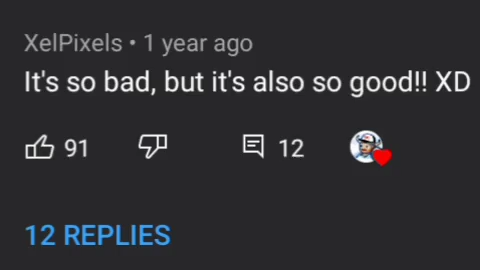 XelPixels • 1 year ago
It's so bad, but it's also so good!! XD
91 12
12 REPLIES